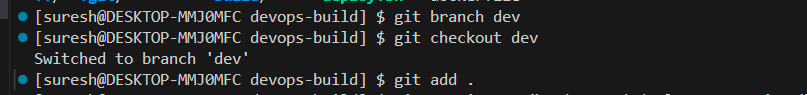 [suresh@DESKTOP-MMJ0MFC devops-build] $ git branch dev
[suresh@DESKTOP-MMJ0MFC devops-build] $ git checkout dev
Switched to branch 'dev'
[suresh@DESKTOP-MMJ0MFC devops-build] $ git add .